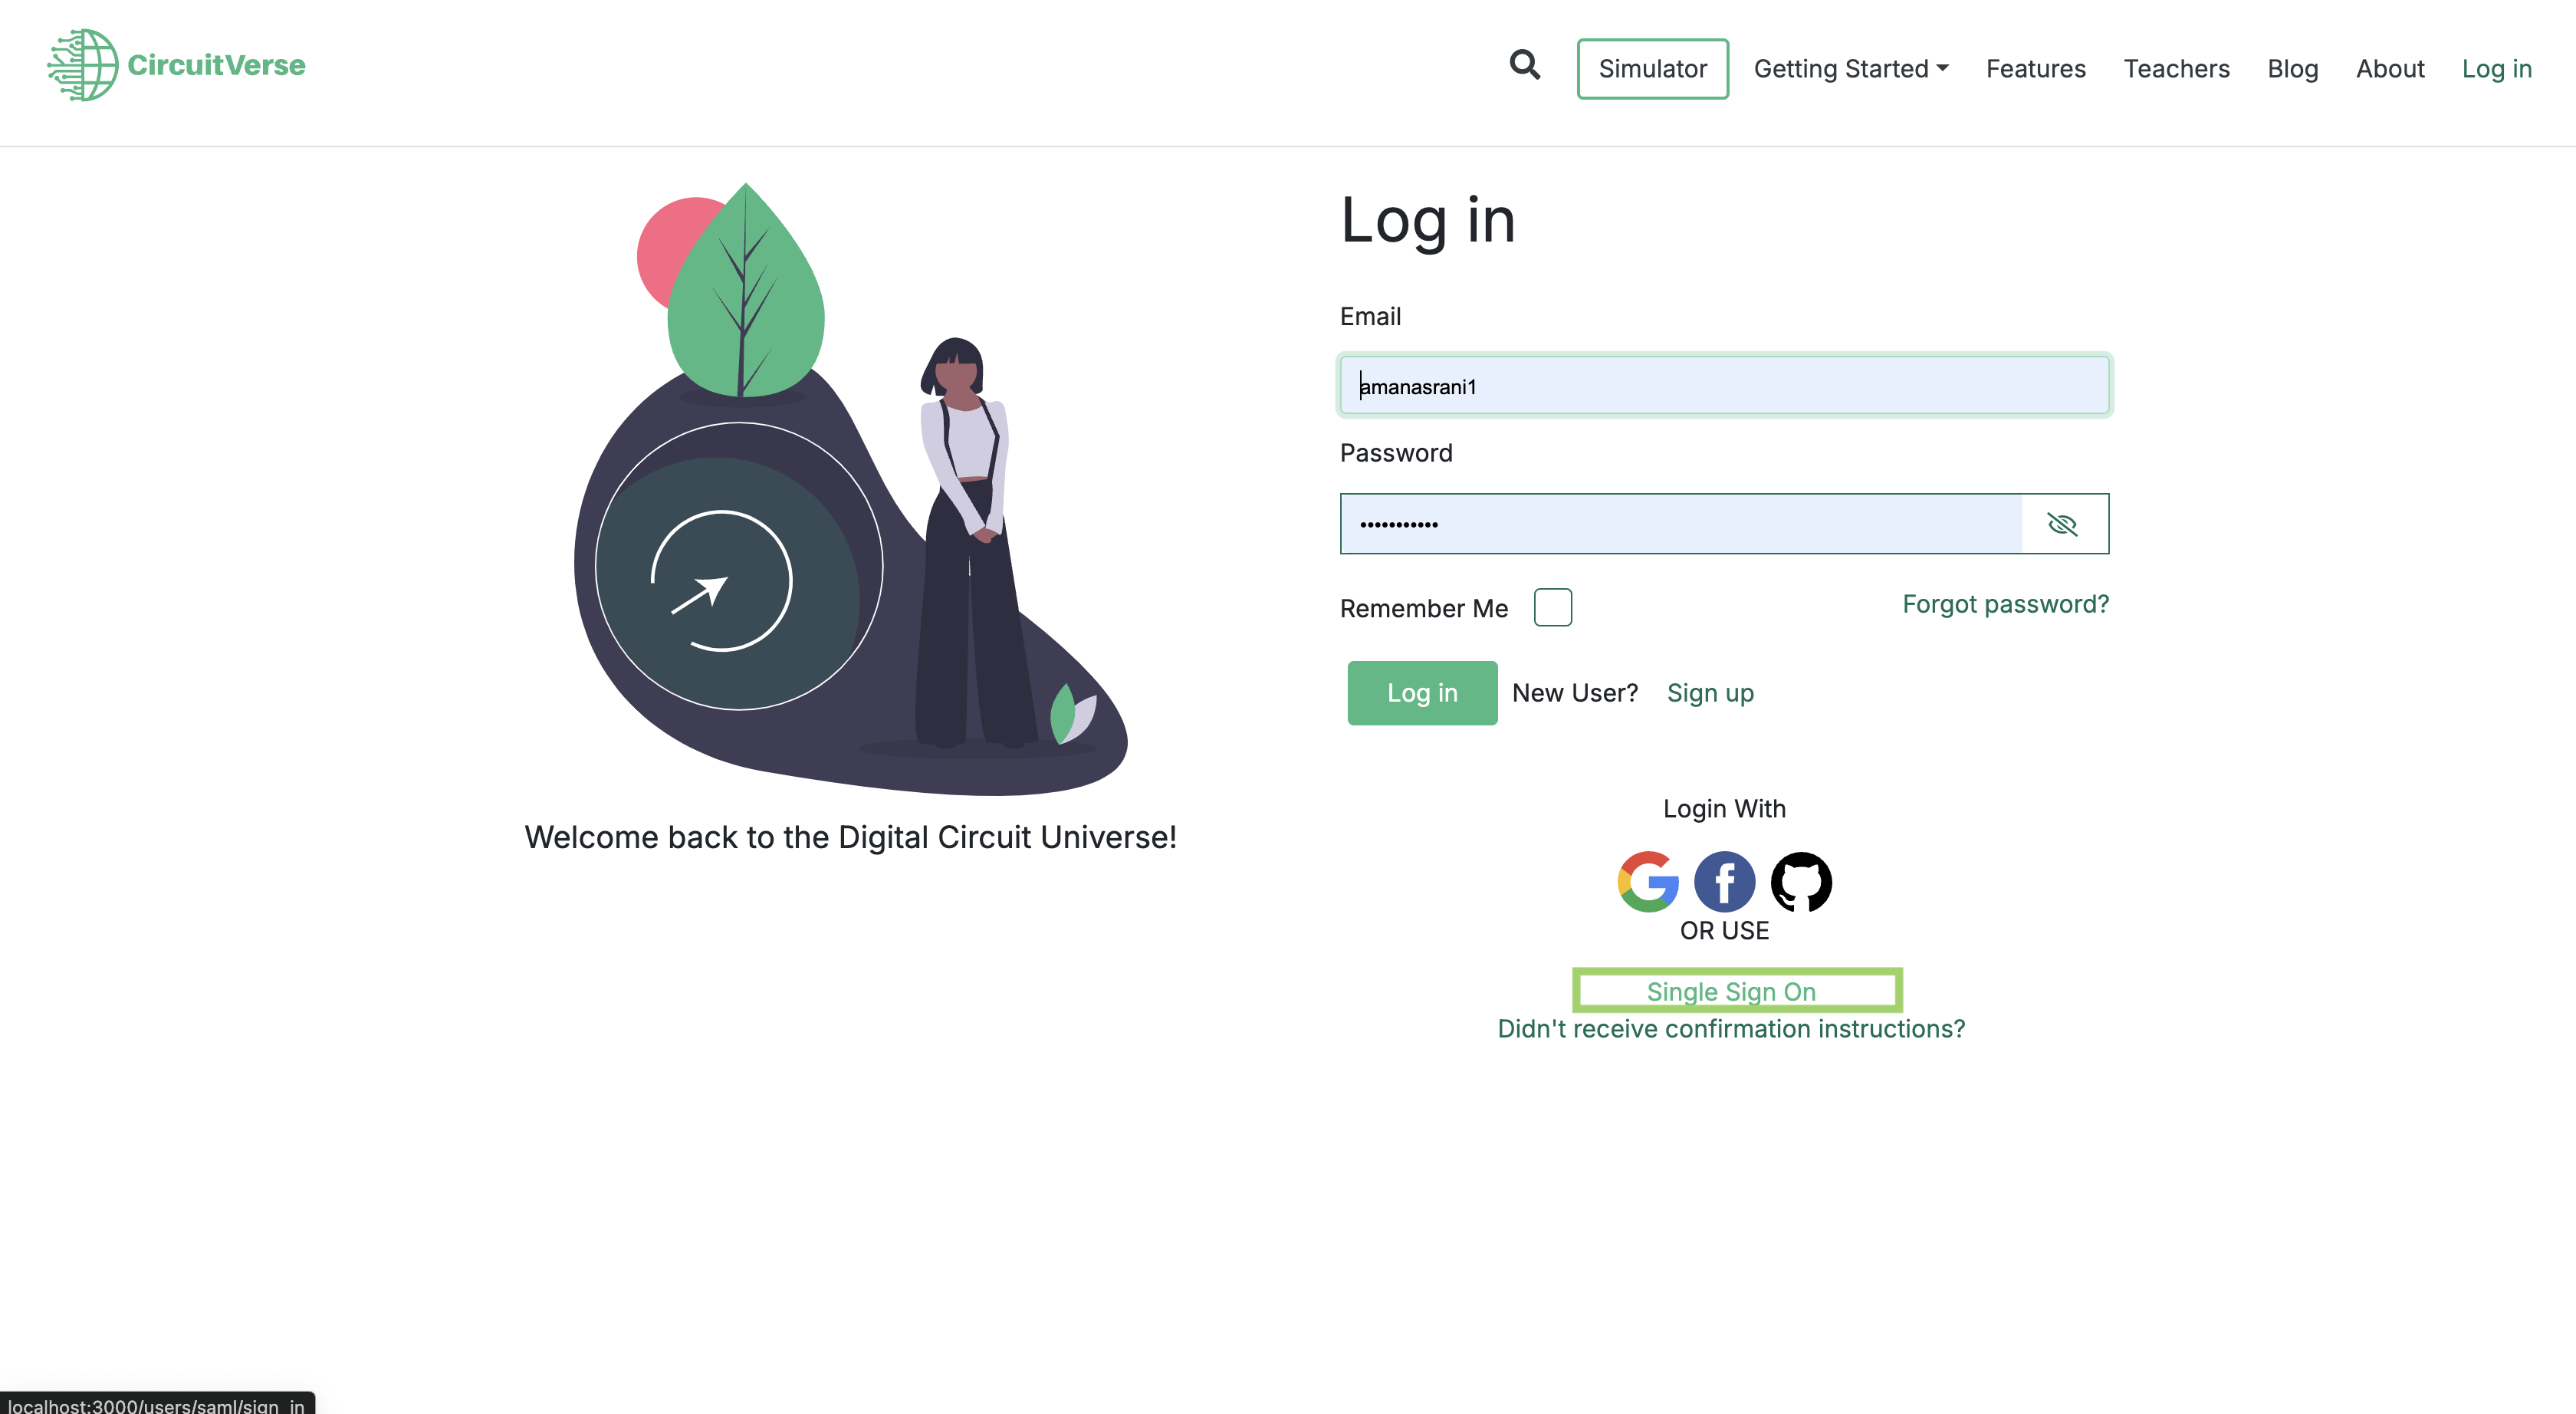 CircuitVerse
Simulator Getting Started Features Teachers Blog About Log in
Log in
Email
amanasrani1
Password
•••••••••••
Remember Me Forgot password?
Log in New User? Sign up
Welcome back to the Digital Circuit Universe!
Login With
OR USE
Single Sign On
Didn't receive confirmation instructions?
localhost:3000/users/saml/sign_in